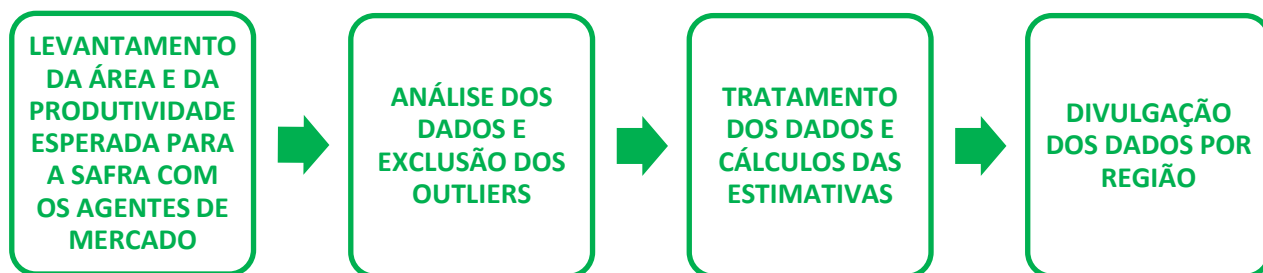 LEVANTAMENTO
DA ÁREA E DA
PRODUTIVIDADE
ESPERADA PARA
A SAFRA COM
OS AGENTES DE
MERCADO
ANÁLISE DOS
DADOS E
EXCLUSÃO DOS
OUTLIERS
TRATAMENTO
DOS DADOS E
CÁLCULOS DAS
ESTIMATIVAS
DIVULGAÇÃO
DOS DADOS POR
REGIÃO